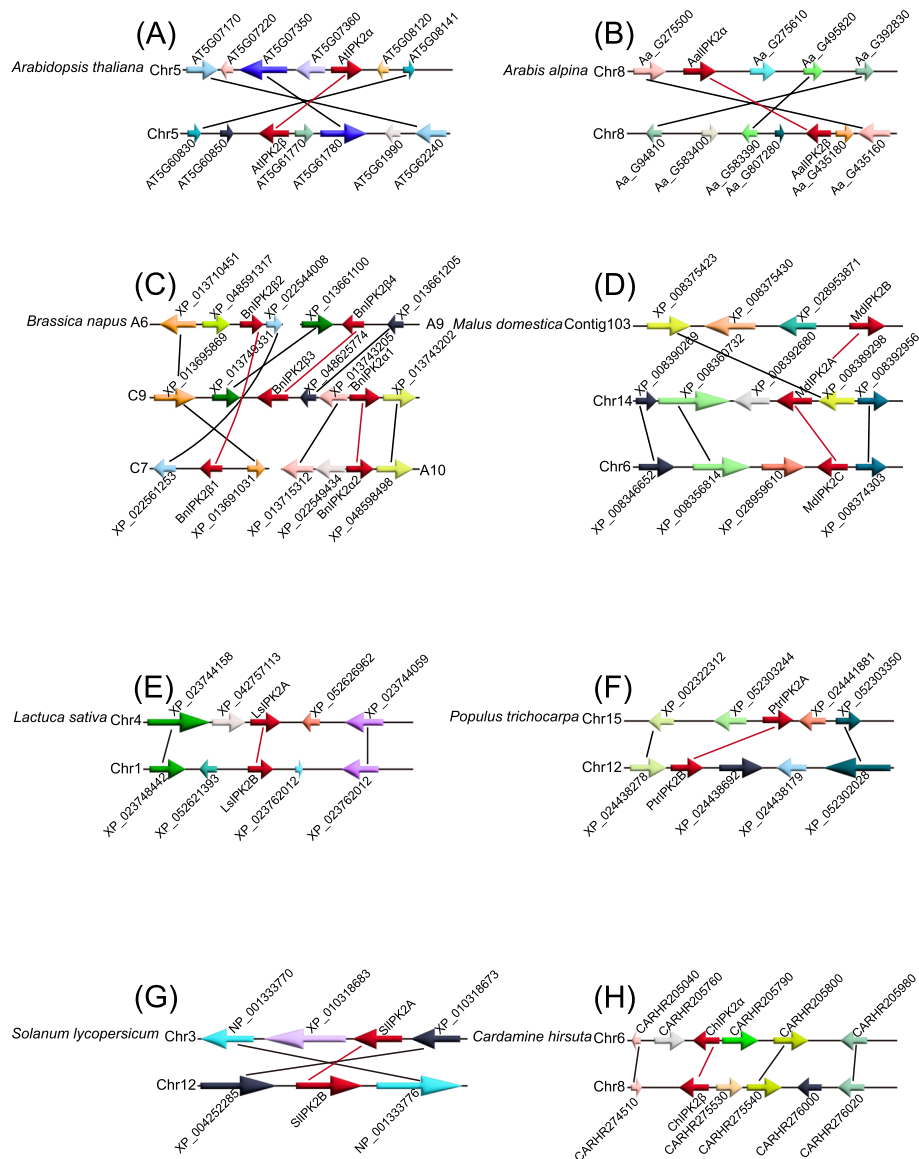 (A)
AT5G07170
AT5G07220
AT5G07350
AT5G07360
AtIPK2α
AT5G08120
AT5G08141
Arabidopsis thaliana
Chr5
Chr5
AT5G60830
AT5G60850
AtIPK2β
AT5G61770
AT5G61780
AT5G61990
AT5G62240
(B)
Aa_G275500
AalIPK2α
Aa_G275610
Aa_G495820
Aa_G392830
Arabis alpina
Chr8
Chr8
Aa_G94810
Aa_G583400
Aa_G583390
Aa_G807280
AalIPK2β
Aa_G435180
Aa_G435160
(C)
XP_013710451
XP_048591317
BnIPK2β2
XP_022544008
XP_013661100
BnIPK2β4
XP_013661205
Brassica napus
A6
A9
XP_013695869
XP_013749331
BnIPK2β3
XP_048625774
XP_013743205
BnIPK2α1
XP_013743202
C9
C7
A10
XP_022561253
BnIPK2β1
XP_013691031
XP_013715312
XP_022549434
BnIPK2α2
XP_048598498
(D)
XP_008375423
XP_008375430
XP_028953871
MdIPK2B
Malus domestica
Contig103
XP_008390289
XP_008360732
XP_008392680
MdIPK2A
XP_008389298
XP_008392956
Chr14
Chr6
XP_008346652
XP_008356814
XP_028959610
MdIPK2C
XP_008374303
(E)
XP_023744158
XP_042757113
LsIPK2A
XP_052626962
XP_023744059
Lactuca sativa
Chr4
Chr1
XP_023748442
XP_052621393
LsIPK2B
XP_023762012
XP_023762012
(F)
XP_002322312
XP_052303244
PtrIPK2A
XP_024441881
XP_052303350
Populus trichocarpa
Chr15
Chr12
XP_024438278
PtrIPK2B
XP_024438692
XP_024438179
XP_052302028
(G)
NP_001333770
XP_010318683
SlIPK2A
XP_010318673
Solanum lycopersicum
Chr3
Chr12
XP_004252285
SlIPK2B
NP_001333776
(H)
CARHR205040
CARHR205760
ChIPK2α
CARHR205790
CARHR205800
CARHR205980
Cardamine hirsuta
Chr6
Chr8
CARHR274510
ChIPK2β
CARHR275530
CARHR275540
CARHR276000
CARHR276020